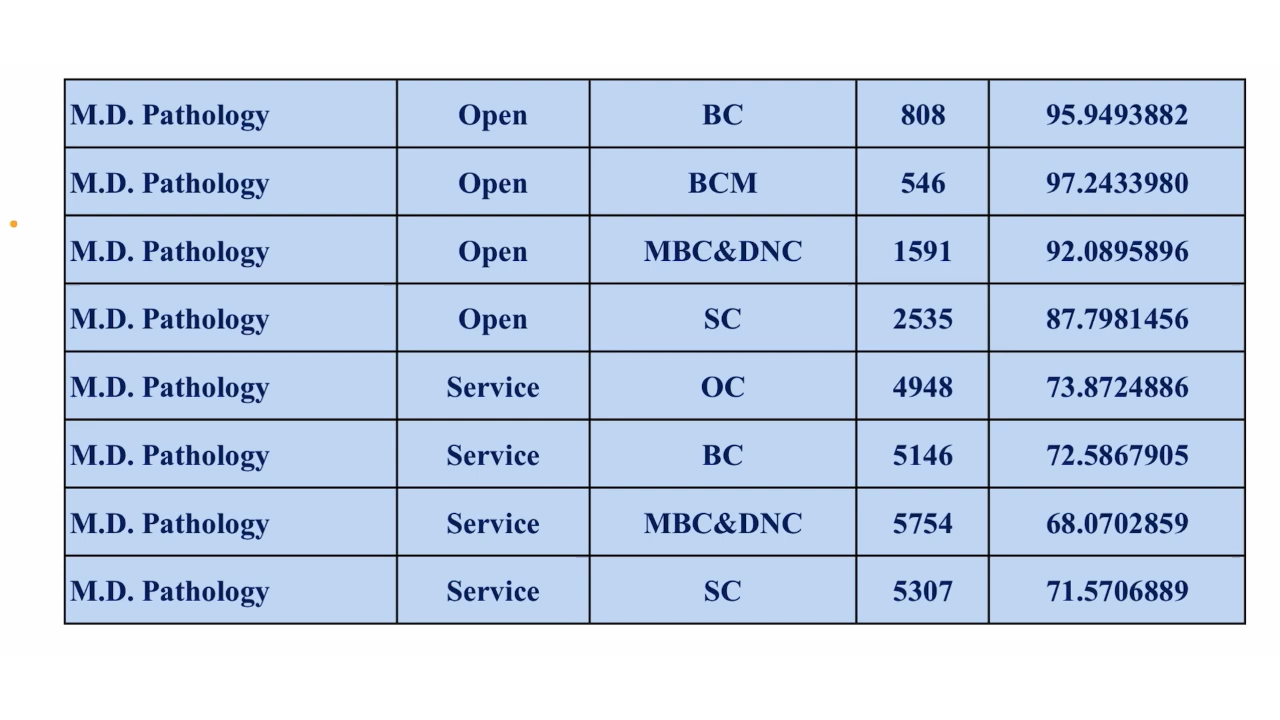 M.D. Pathology Open BC 808 95.9493882
M.D. Pathology Open BCM 546 97.2433980
M.D. Pathology Open MBC&DNC 1591 92.0895896
M.D. Pathology Open SC 2535 87.7981456
M.D. Pathology Service OC 4948 73.8724886
M.D. Pathology Service BC 5146 72.5867905
M.D. Pathology Service MBC&DNC 5754 68.0702859
M.D. Pathology Service SC 5307 71.5706889